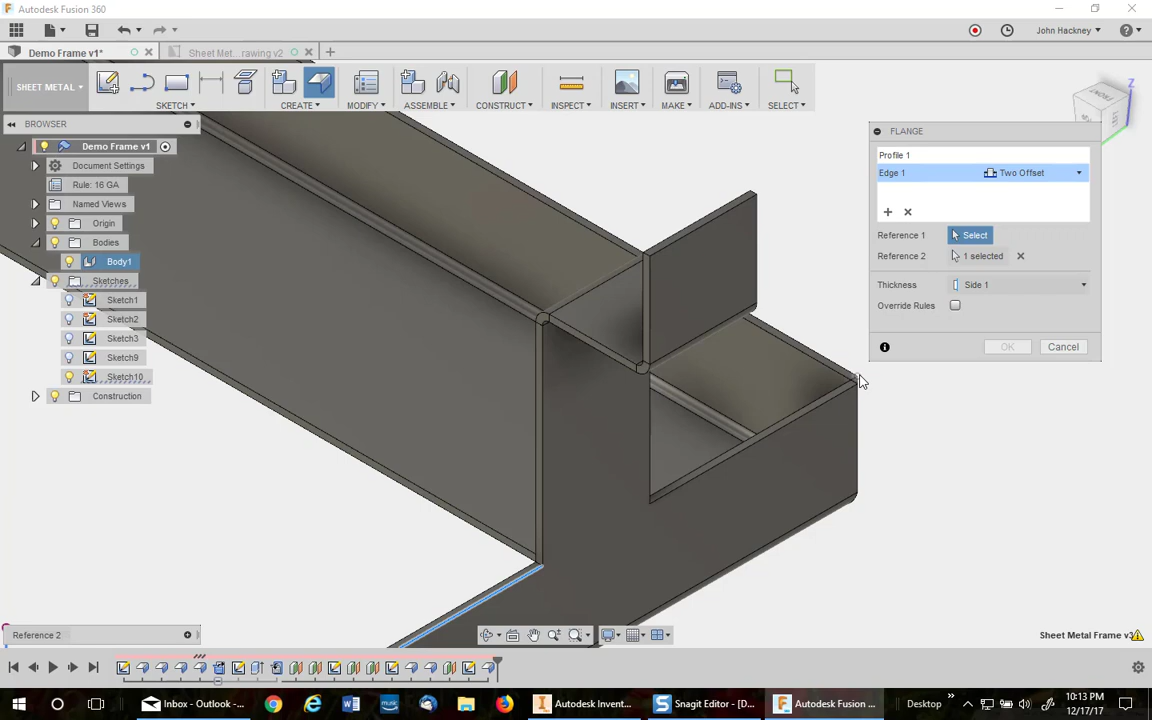 Autodesk Fusion 360
John Hackney
Demo Frame v1*
Sheet Met...rawing v2
SHEET METAL
SKETCH
CREATE
MODIFY
ASSEMBLE
CONSTRUCT
INSPECT
INSERT
MAKE
ADD-INS
SELECT
BROWSER
Demo Frame v1
Document Settings
Rule: 16 GA
Named Views
Origin
Bodies
Body1
Sketches
Sketch1
Sketch2
Sketch3
Sketch9
Sketch10
Construction
FRONT
Z
FLANGE
Profile 1
Edge 1 Two Offset
Reference 1 Select
Reference 2 1 selected
Thickness Side 1
Override Rules
OK Cancel
Reference 2
Sheet Metal Frame v3
Inbox - Outlook -...
Autodesk Invent...
Snagit Editor - [D...
Autodesk Fusion ...
Desktop
10:13 PM
12/17/17